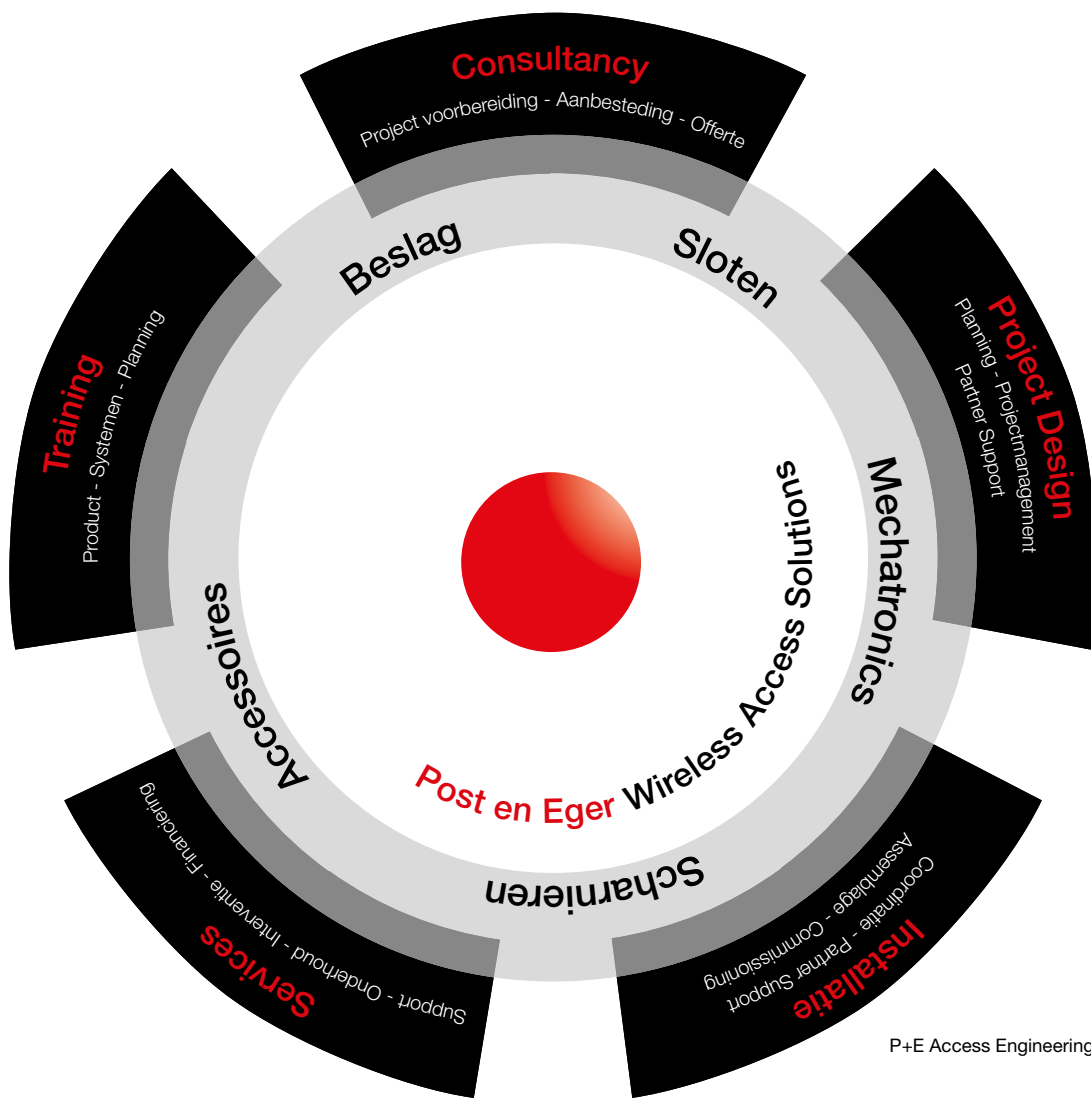 Consultancy
Project voorbereiding - Aanbesteding - Offerte
Project Design
Planning - Projectmanagement
Partner Support
Installatie
Coordinatie - Partner Support
Assemblage - Commissioning
Services
Support - Onderhoud - Interventie - Financiering
Training
Product - Systemen - Planning
Beslag
Sloten
Mechatronics
Scharnieren
Accessoires
Post en Eger Wireless Access Solutions
P+E Access Engineering